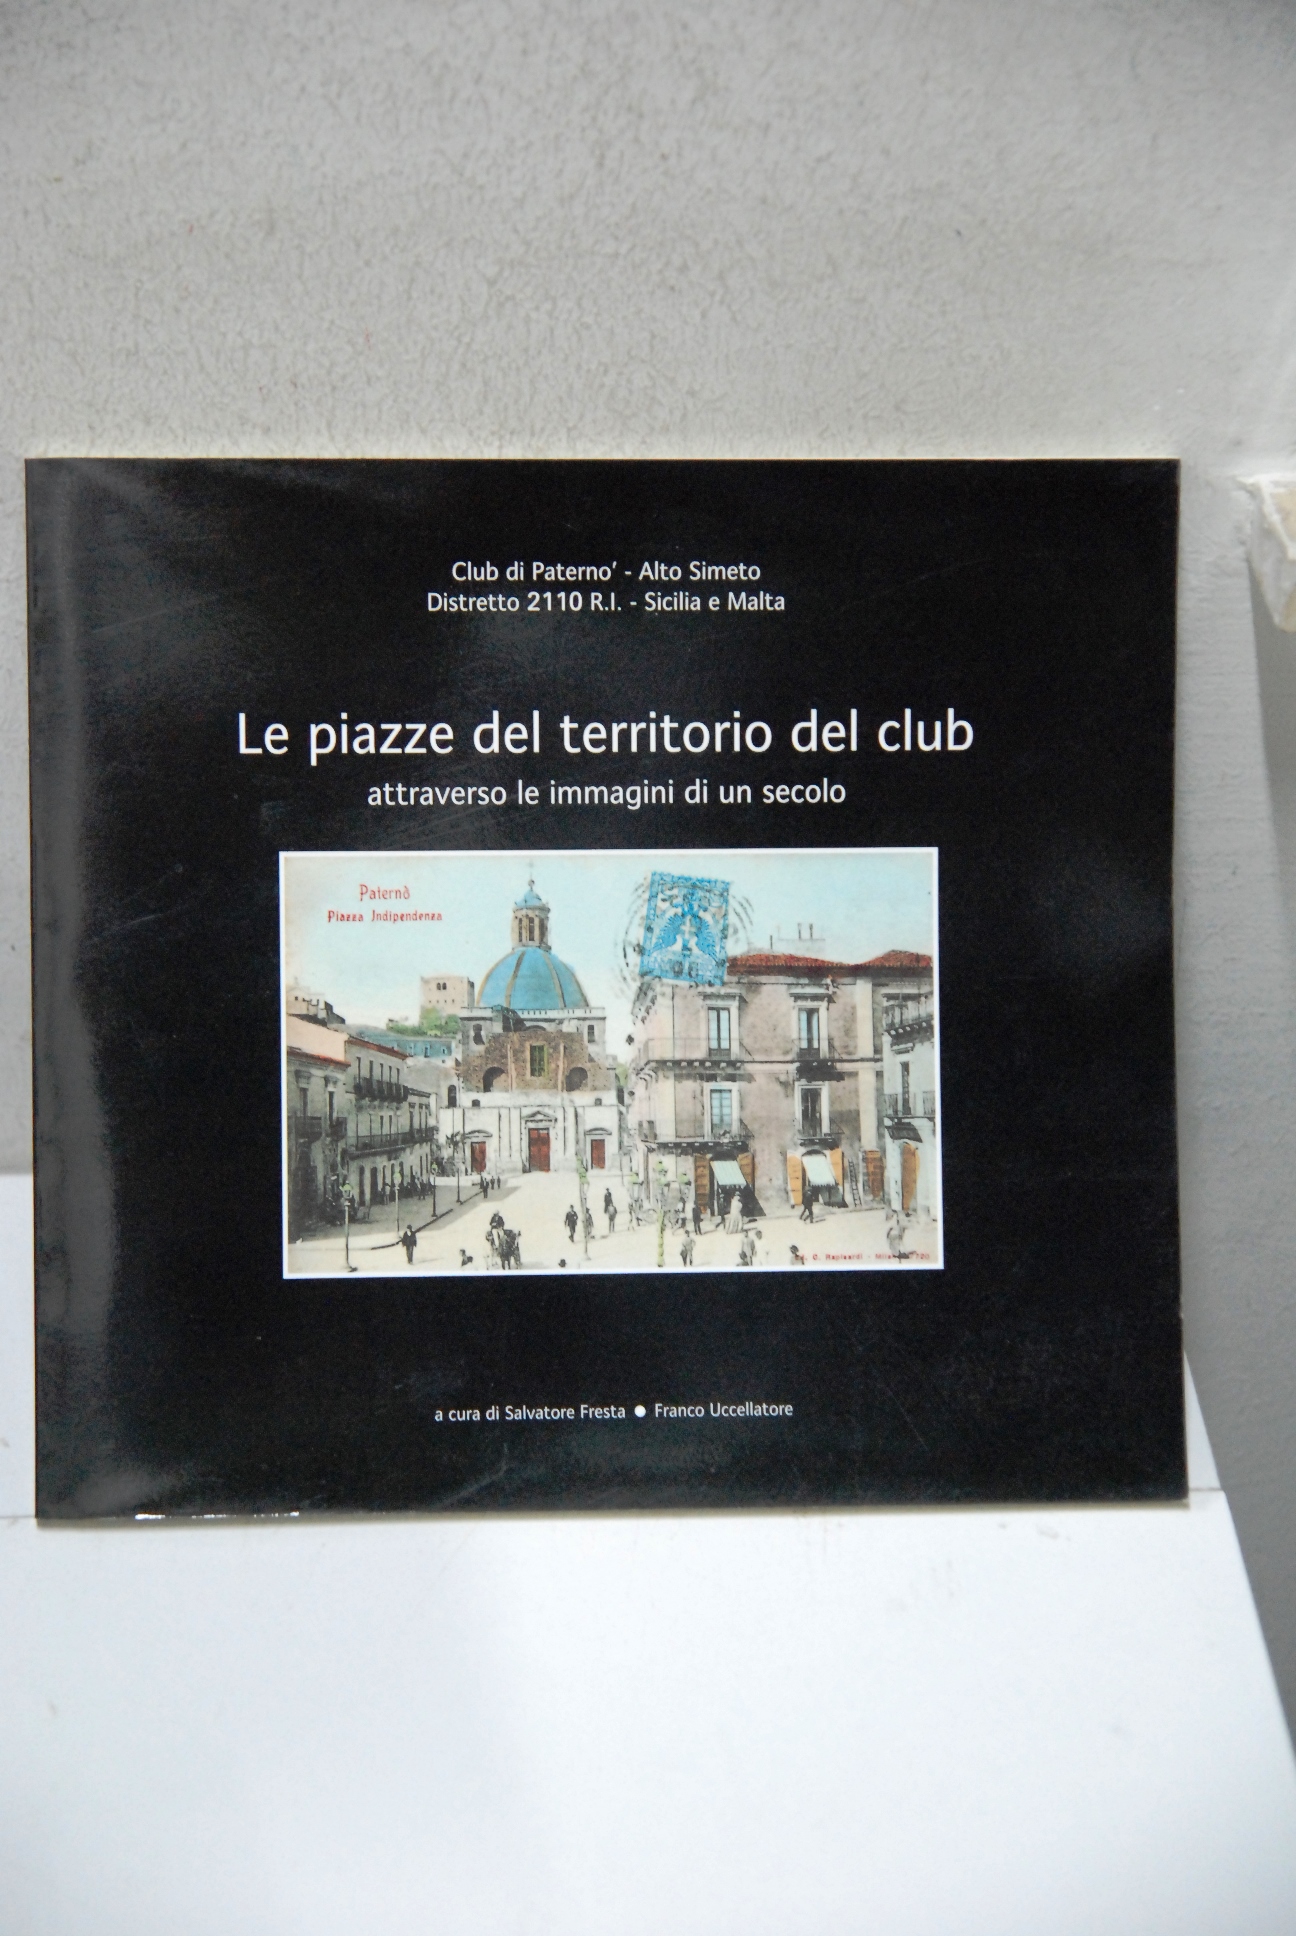 Club di Paterno' - Alto Simeto
Distretto 2110 R.I. - Sicilia e Malta
Le piazze del territorio del club
attraverso le immagini di un secolo
Paternò
Piazza Indipendenza
a cura di Salvatore Fresta ● Franco Uccellatore